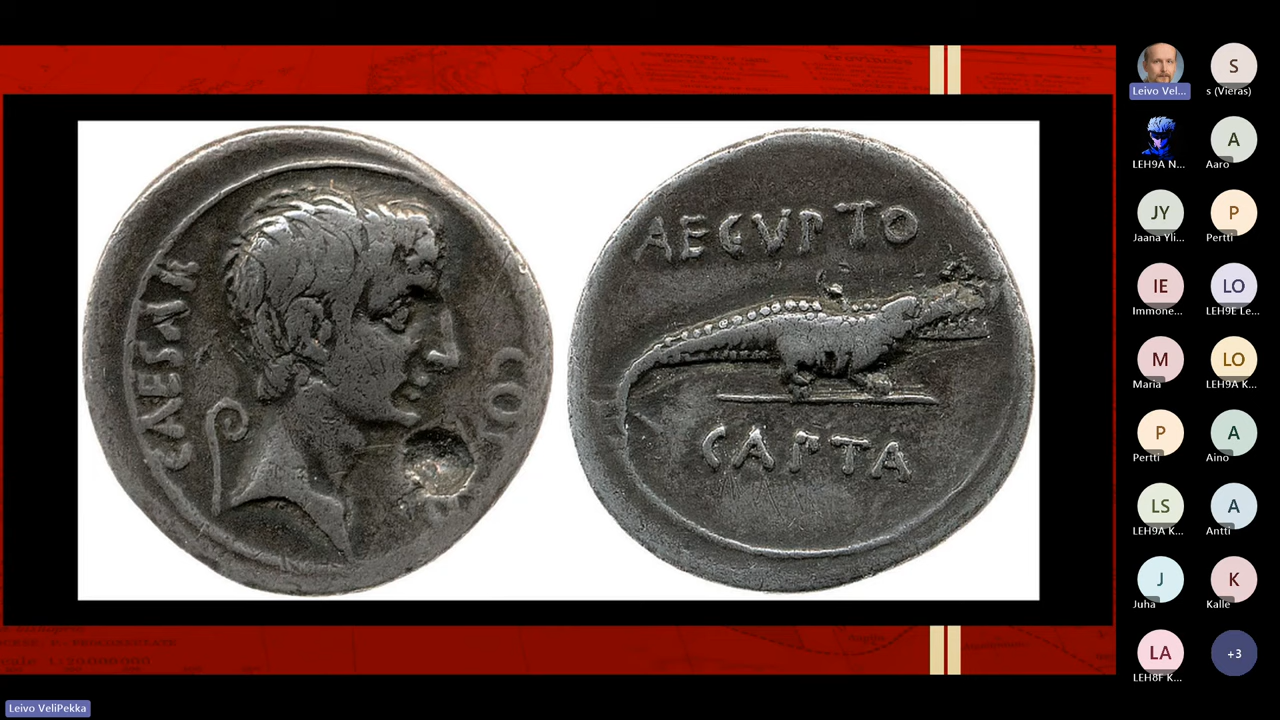 CAESAR
COS
AEGVPTO
CAPTA
Leivo Vel...
s (Vieras)
LEH9A N...
A
Aaro
JY
Jaana Yli...
P
Pertti
IE
Immone...
LO
LEH9E Le...
M
Maria
LO
LEH9A K...
P
Pertti
A
Aino
LS
LEH9A K...
A
Antti
J
Juha
K
Kalle
LA
LEH8F K...
+3
S
Leivo VeliPekka